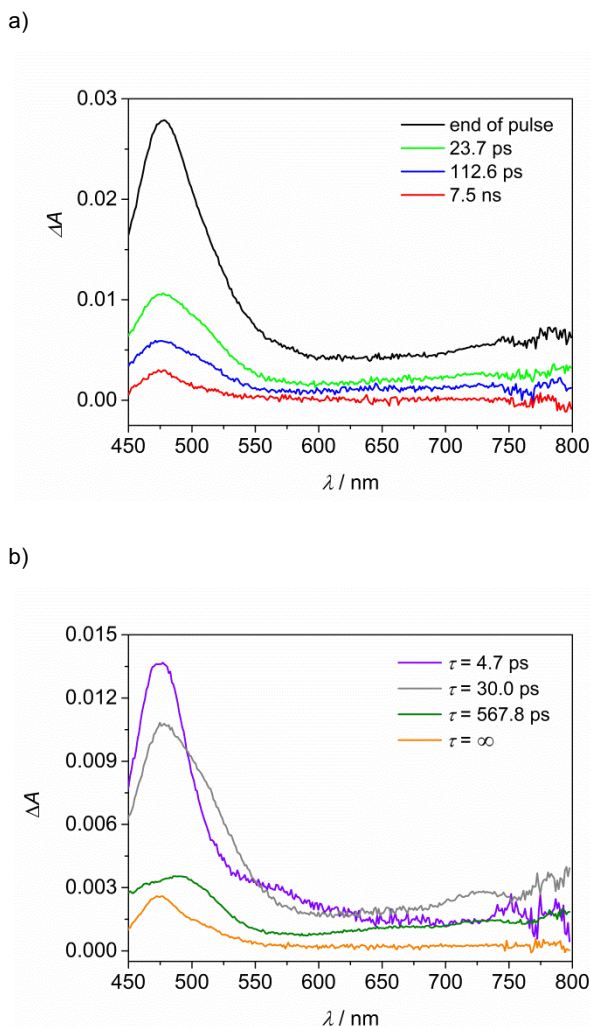 a)
0.03
0.02
0.01
0.00
ΔA
end of pulse
23.7 ps
112.6 ps
7.5 ns
450 500 550 600 650 700 750 800
λ / nm
b)
0.015
0.012
0.009
0.006
0.003
0.000
ΔA
τ = 4.7 ps
τ = 30.0 ps
τ = 567.8 ps
τ = ∞
450 500 550 600 650 700 750 800
λ / nm